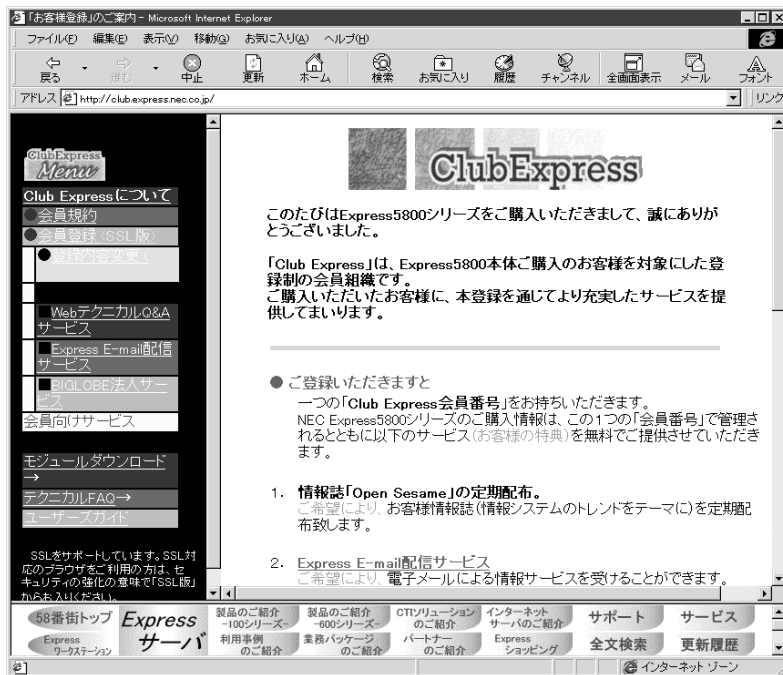 「お客様登録」のご案内 - Microsoft Internet Explorer
ファイル(F) 編集(E) 表示(V) 移動(G) お気に入り(A) ヘルプ(H)
戻る 進む 中止 更新 ホーム 検索 お気に入り 履歴 チャンネル 全画面表示 メール フォント
アドレス http://club.express.nec.co.jp/ リンク
ClubExpress
Menu
Club Expressについて
●会員規約
●会員登録(SSL版)
●登録内容変更(
■WebテクニカルQ&A
サービス
■Express E-mail配信
サービス
■BIGLOBE法人サー
ビス
会員向けサービス
モジュールダウンロード
→
テクニカルFAQ→
ユーザーズガイド
SSLをサポートしています。SSL対
応のブラウザをご利用の方は、セ
キュリティの強化の意味で「SSL版」
からお入りください。
ClubExpress
このたびはExpress5800シリーズをご購入いただきまして、誠にありが
とうございました。
「Club Express」は、Express5800本体ご購入のお客様を対象にした登
録制の会員組織です。
ご購入いただいたお客様に、本登録を通じてより充実したサービスを提
供してまいります。
● ご登録いただきますと
一つの「Club Express会員番号」をお持ちいただきます。
NEC Express5800シリーズのご購入情報は、この1つの「会員番号」で管理さ
れるとともに以下のサービス(お客様の特典)を無料でご提供させていただき
ます。
1. 情報誌「Open Sesame」の定期配布。
ご希望により、お客様情報誌(情報システムのトレンドをテーマに)を定期配
布致します。
2. Express E-mail配信サービス
ご希望により、電子メールによる情報サービスを受けることができます。
58番街トップ Express サーバ 製品のご紹介 -100シリーズ- 製品のご紹介 -600シリーズ- CTIソリューション のご紹介 インターネット サーバのご紹介 サポート サービス
Express ワークステーション 利用事例 のご紹介 業務パッケージ のご紹介 パートナー のご紹介 Express ショッピング 全文検索 更新履歴
インターネット ゾーン